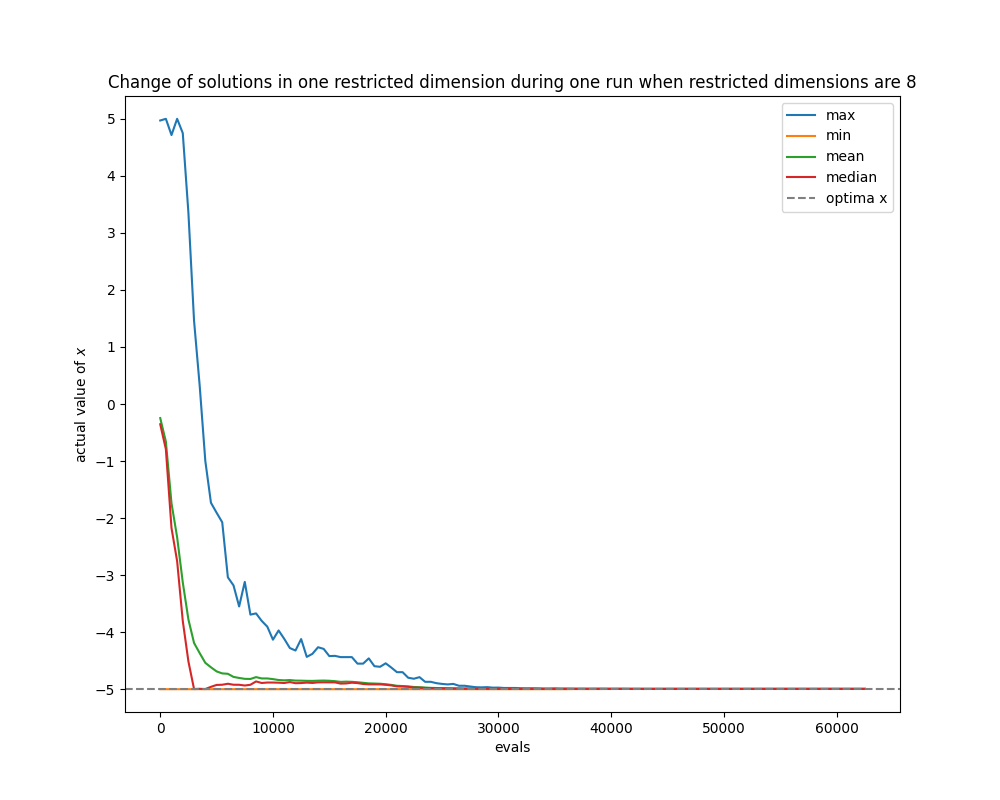 Change of solutions in one restricted dimension during one run when restricted dimensions are 8
max
min
mean
median
optima x
5
4
3
2
1
0
−1
−2
−3
−4
−5
actual value of x
0
10000
20000
30000
40000
50000
60000
evals